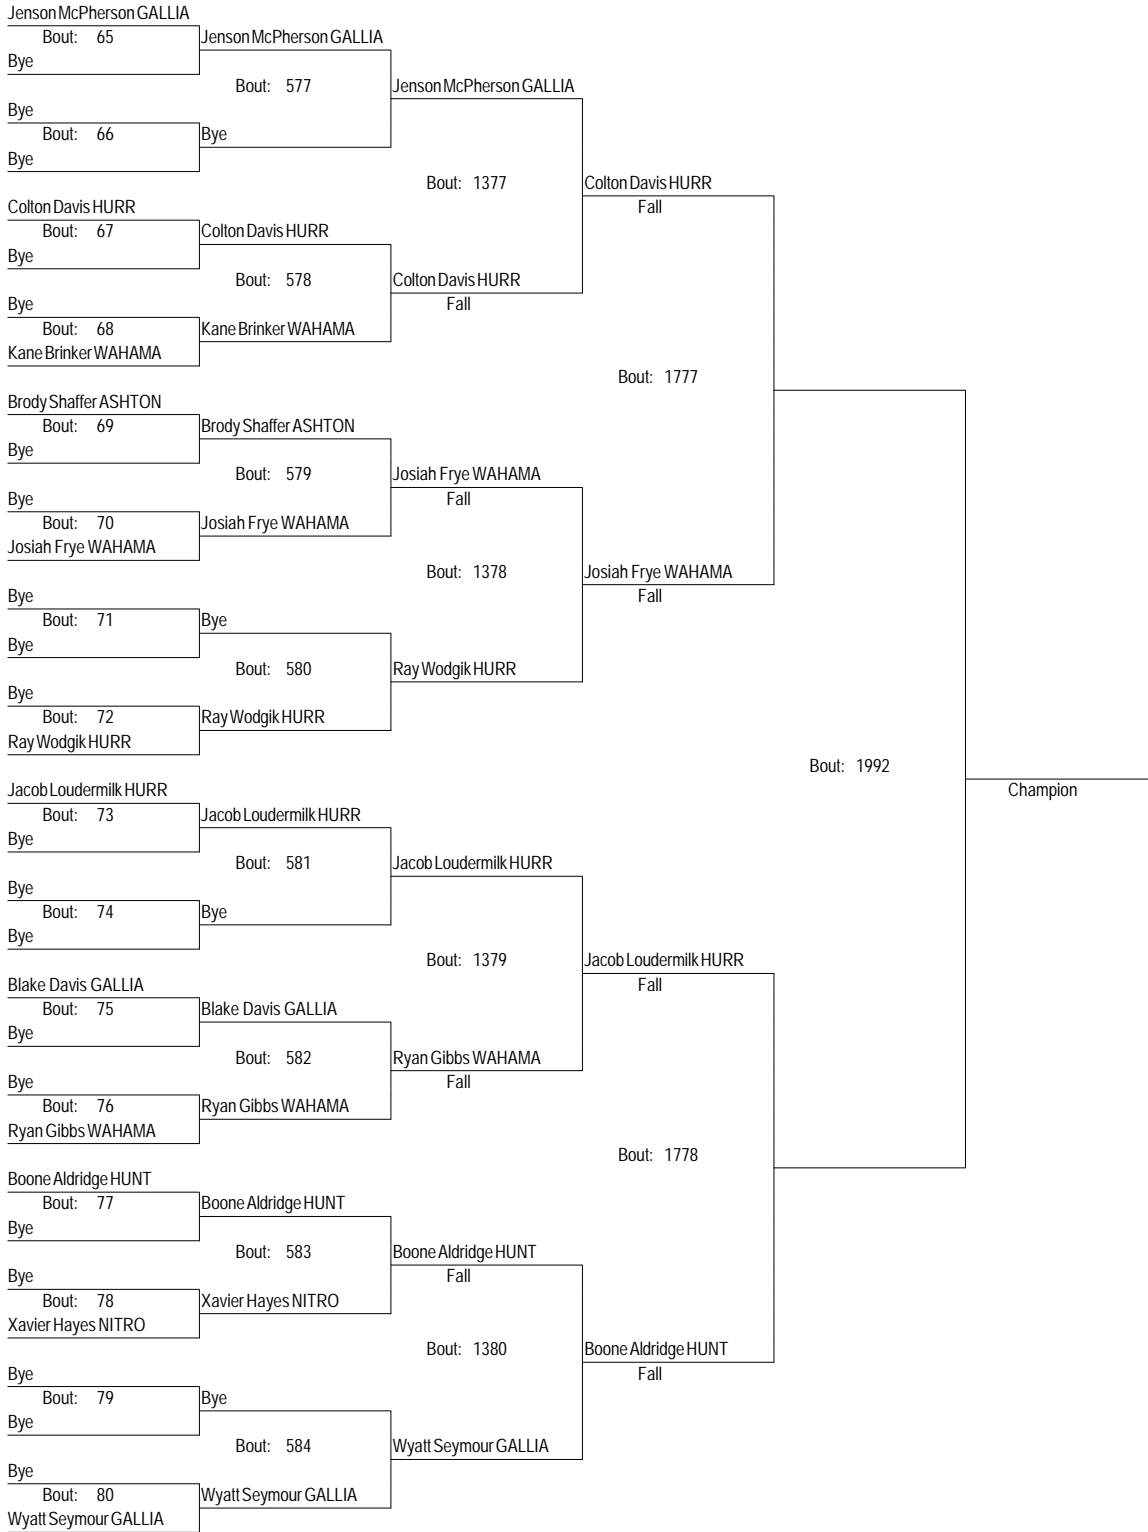 Jenson McPherson GALLIA
Bout: 65
Jenson McPherson GALLIA
Bye
Bout: 577
Jenson McPherson GALLIA
Bye
Bout: 66
Bye
Bye
Bout: 1377
Colton Davis HURR
Colton Davis HURR
Fall
Bout: 67
Colton Davis HURR
Bye
Bout: 578
Colton Davis HURR
Bye
Fall
Bout: 68
Kane Brinker WAHAMA
Kane Brinker WAHAMA
Bout: 1777
Brody Shaffer ASHTON
Bout: 69
Brody Shaffer ASHTON
Bye
Bout: 579
Josiah Frye WAHAMA
Bye
Fall
Bout: 70
Josiah Frye WAHAMA
Josiah Frye WAHAMA
Bout: 1378
Josiah Frye WAHAMA
Bye
Fall
Bout: 71
Bye
Bye
Bout: 580
Ray Wodgik HURR
Bye
Bout: 72
Ray Wodgik HURR
Ray Wodgik HURR
Bout: 1992
Champion
Jacob Loudermilk HURR
Bout: 73
Jacob Loudermilk HURR
Bye
Bout: 581
Jacob Loudermilk HURR
Bye
Bout: 74
Bye
Bye
Bout: 1379
Jacob Loudermilk HURR
Blake Davis GALLIA
Fall
Bout: 75
Blake Davis GALLIA
Bye
Bout: 582
Ryan Gibbs WAHAMA
Bye
Fall
Bout: 76
Ryan Gibbs WAHAMA
Ryan Gibbs WAHAMA
Bout: 1778
Boone Aldridge HUNT
Bout: 77
Boone Aldridge HUNT
Bye
Bout: 583
Boone Aldridge HUNT
Bye
Fall
Bout: 78
Xavier Hayes NITRO
Xavier Hayes NITRO
Bout: 1380
Boone Aldridge HUNT
Bye
Fall
Bout: 79
Bye
Bye
Bout: 584
Wyatt Seymour GALLIA
Bye
Bout: 80
Wyatt Seymour GALLIA
Wyatt Seymour GALLIA